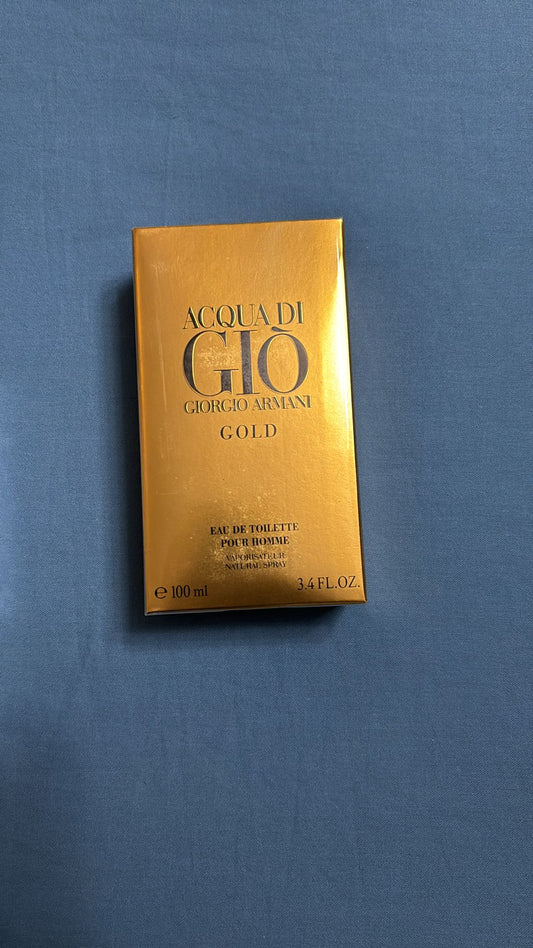 ACQUA DI
GIÒ
GIORGIO ARMANI
GOLD
EAU DE TOILETTE
POUR HOMME
VAPORISATEUR
NATURAL SPRAY
℮ 100 ml
3.4 FL.OZ.